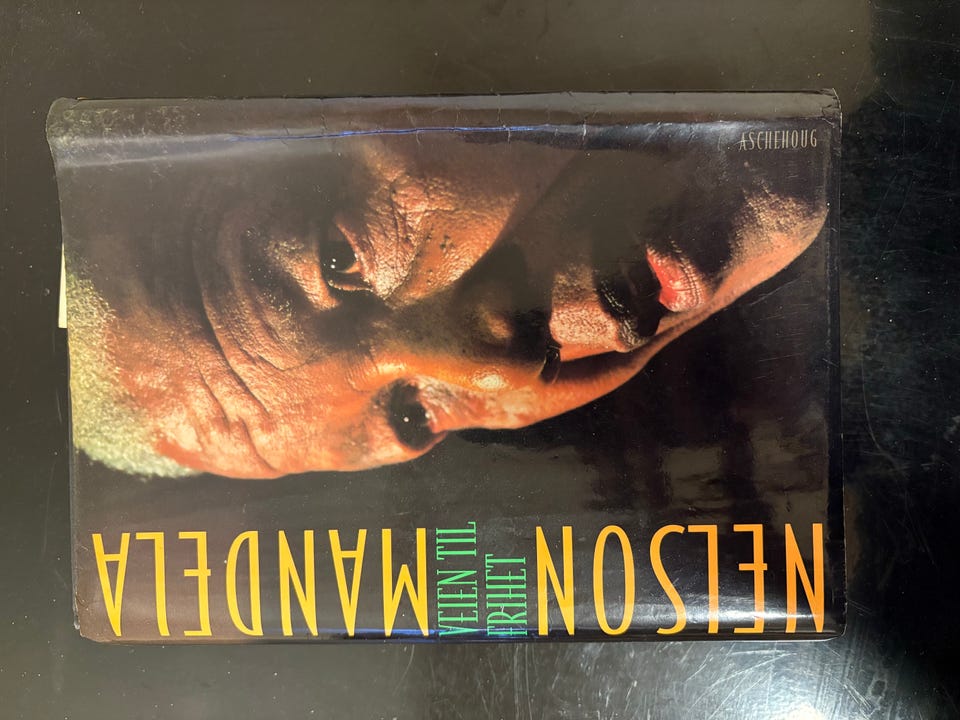 NELSON
MANDELA
VEIEN TIL
FRIHET
ASCHEHOUG